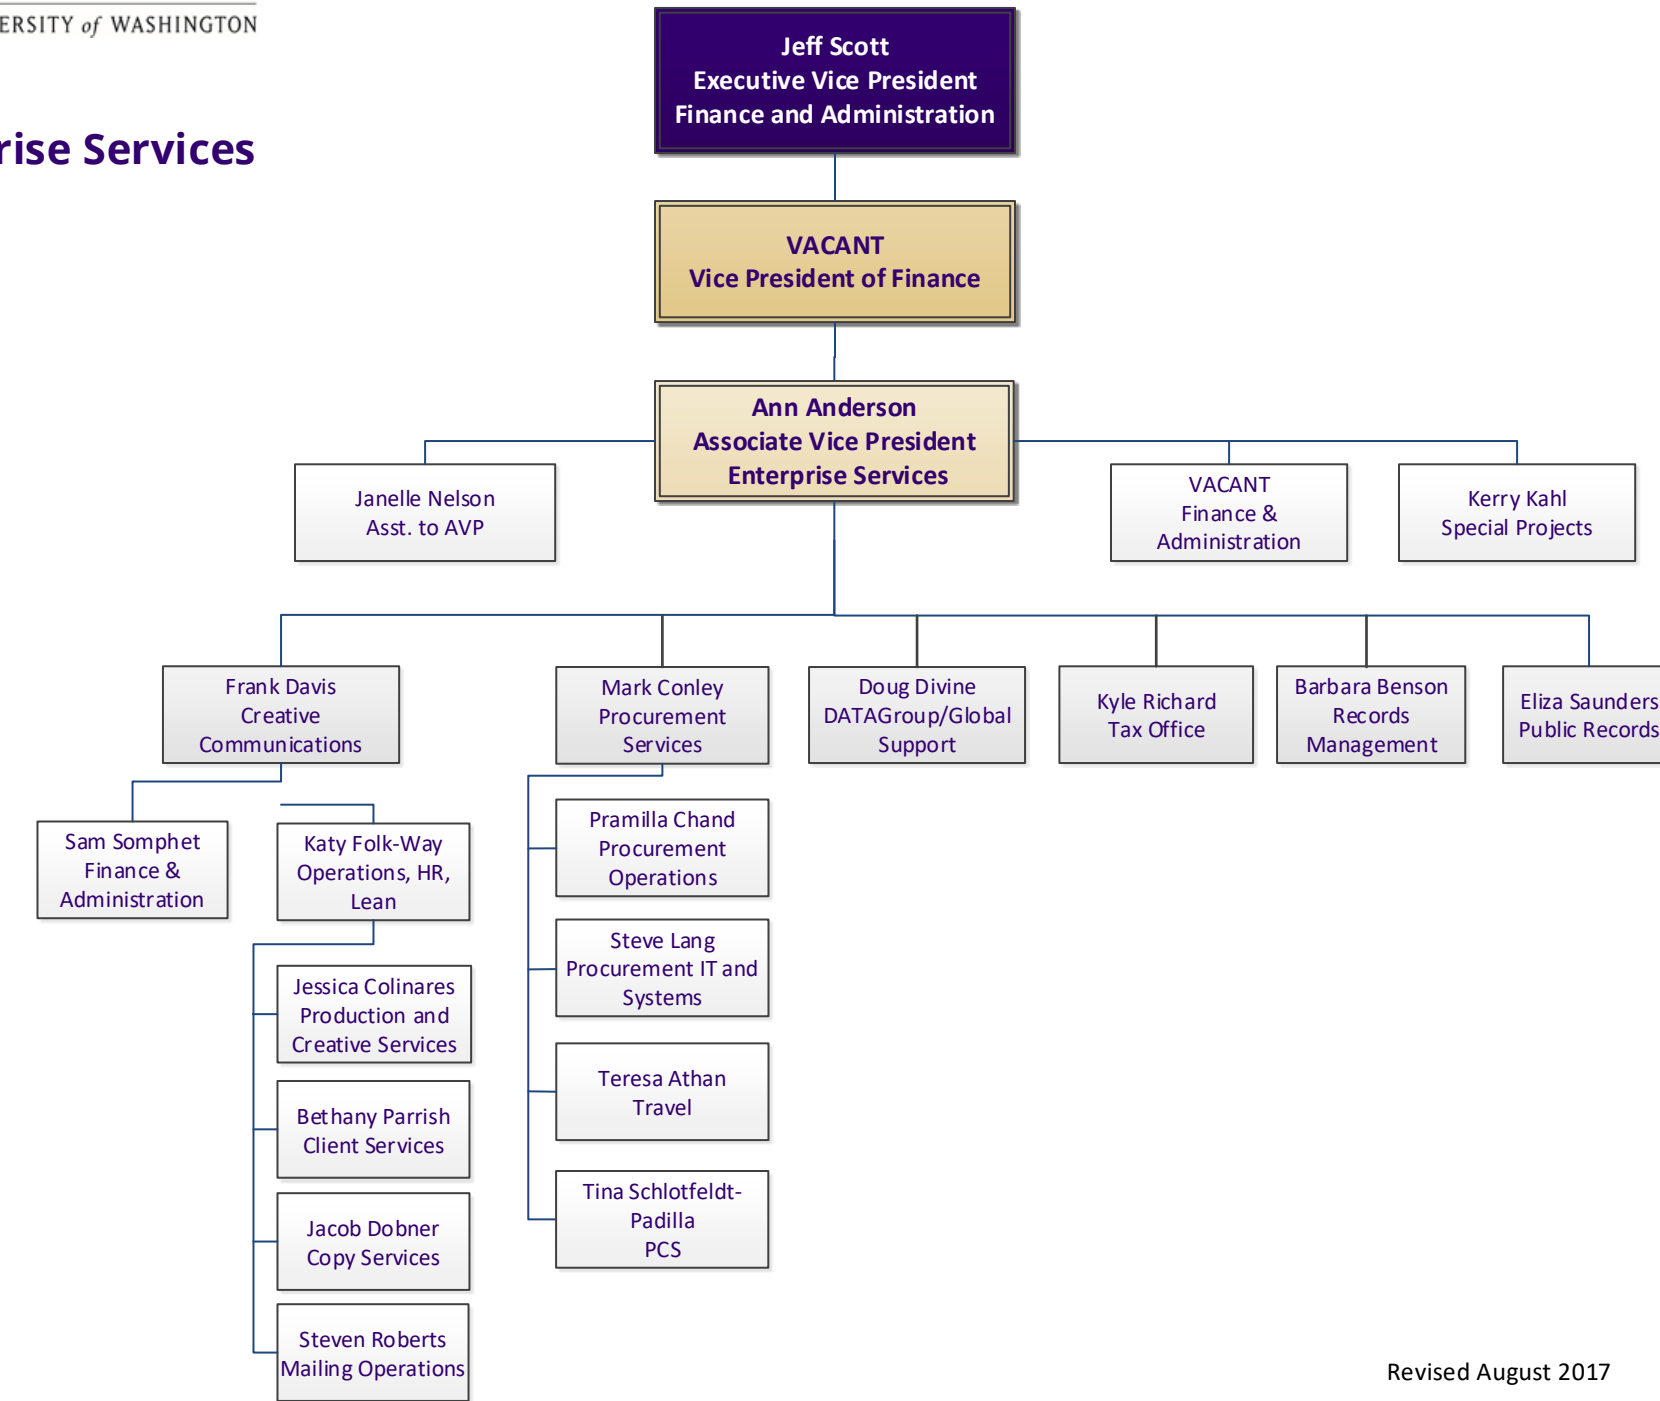 ERSITY of WASHINGTON
rise Services
Jeff Scott
Executive Vice President
Finance and Administration
VACANT
Vice President of Finance
Ann Anderson
Associate Vice President
Enterprise Services
Janelle Nelson
Asst. to AVP
VACANT
Finance &
Administration
Kerry Kahl
Special Projects
Frank Davis
Creative
Communications
Mark Conley
Procurement
Services
Doug Divine
DATAGroup/Global
Support
Kyle Richard
Tax Office
Barbara Benson
Records
Management
Eliza Saunders
Public Records
Sam Somphet
Finance &
Administration
Katy Folk-Way
Operations, HR,
Lean
Jessica Colinares
Production and
Creative Services
Bethany Parrish
Client Services
Jacob Dobner
Copy Services
Steven Roberts
Mailing Operations
Pramilla Chand
Procurement
Operations
Steve Lang
Procurement IT and
Systems
Teresa Athan
Travel
Tina Schlotfeldt-
Padilla
PCS
Revised August 2017